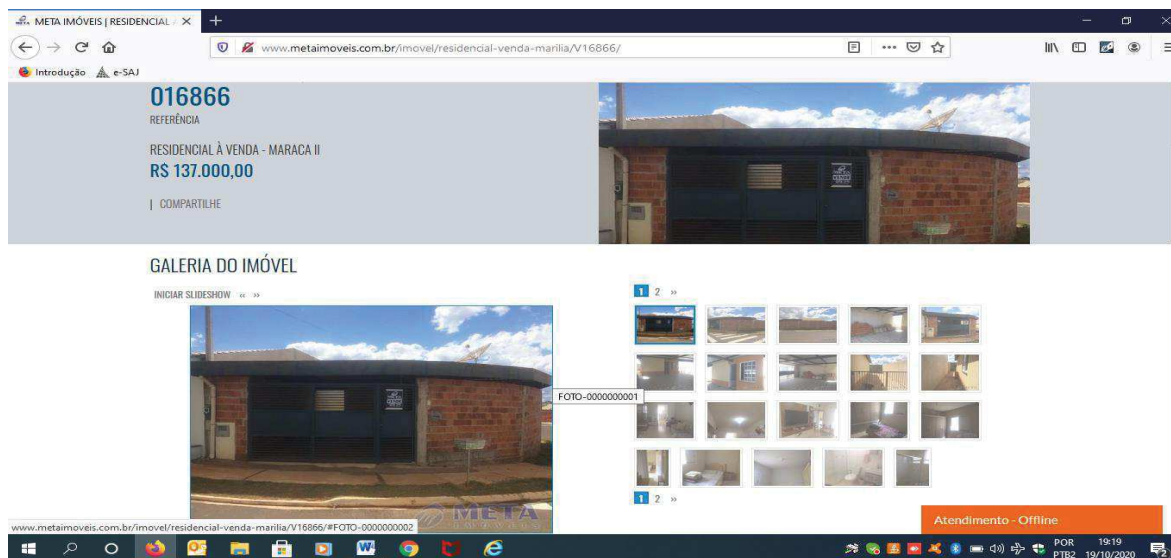 META IMÓVEIS | RESIDENCIAL /
www.metaimoveis.com.br/imovel/residencial-venda-marilia/V16866/
Introdução e-SAJ
016866
REFERÊNCIA
RESIDENCIAL À VENDA - MARACA II
R$ 137.000,00
| COMPARTILHE
GALERIA DO IMÓVEL
INICIAR SLIDESHOW « »
1 2 »
FOTO-0000000001
META
IMÓVEIS
1 2 »
Atendimento - Offline
www.metaimoveis.com.br/imovel/residencial-venda-marilia/V16866/#FOTO-0000000002
POR 19:19
PTB2 19/10/2020